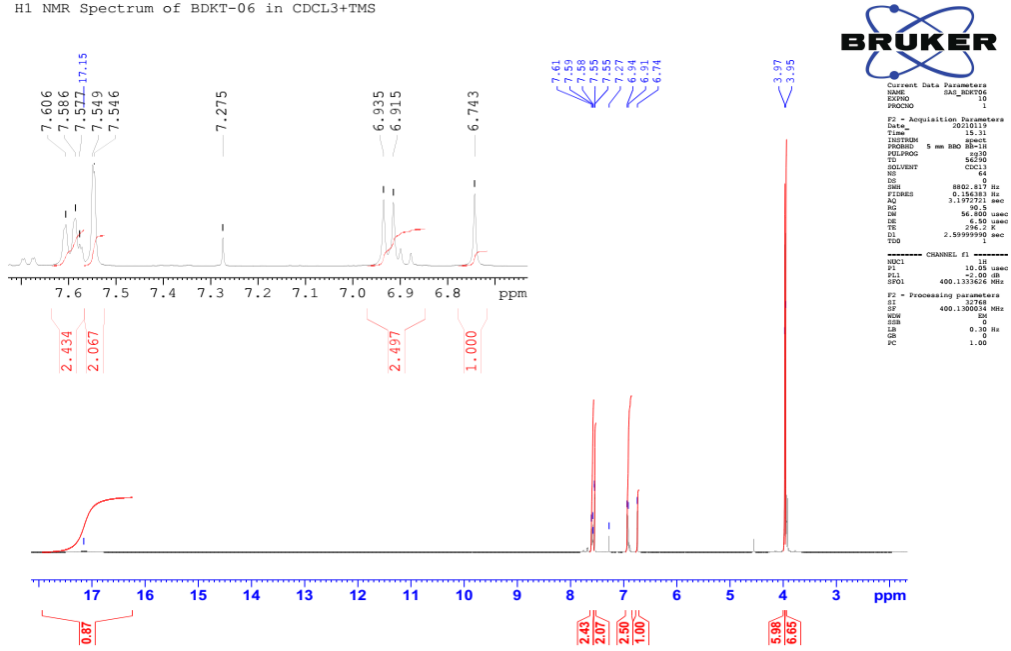 H1 NMR Spectrum of BDKT-06 in CDCL3+TMS
7.606
7.586
7.577
17.15
7.549
7.546
7.275
6.935
6.915
6.743
7.61
7.59
7.58
7.55
7.55
7.27
6.94
6.91
6.74
3.97
3.95
BRUKER
Current Data Parameters
NAME SAS_BDKT06
EXPNO 10
PROCNO 1
F2 - Acquisition Parameters
Date_ 20210119
Time 15.31
INSTRUM spect
PROBHD 5 mm BBO BB-1H
PULPROG zg30
TD 56290
SOLVENT CDCl3
NS 64
DS 0
SWH 8802.817 Hz
FIDRES 0.156383 Hz
AQ 3.1972721 sec
RG 90.5
DW 56.800 usec
DE 6.50 usec
TE 296.2 K
D1 2.59999990 sec
TD0 1
======== CHANNEL f1 ========
NUC1 1H
P1 10.05 usec
PL1 -2.00 dB
SFO1 400.1333626 MHz
F2 - Processing parameters
SI 32768
SF 400.1300034 MHz
WDW EM
SSB 0
LB 0.30 Hz
GB 0
PC 1.00
7.6 7.5 7.4 7.3 7.2 7.1 7.0 6.9 6.8 ppm
2.434
2.067
2.497
1.000
17 16 15 14 13 12 11 10 9 8 7 6 5 4 3 ppm
0.87
2.43
2.07
2.50
1.00
5.98
6.65